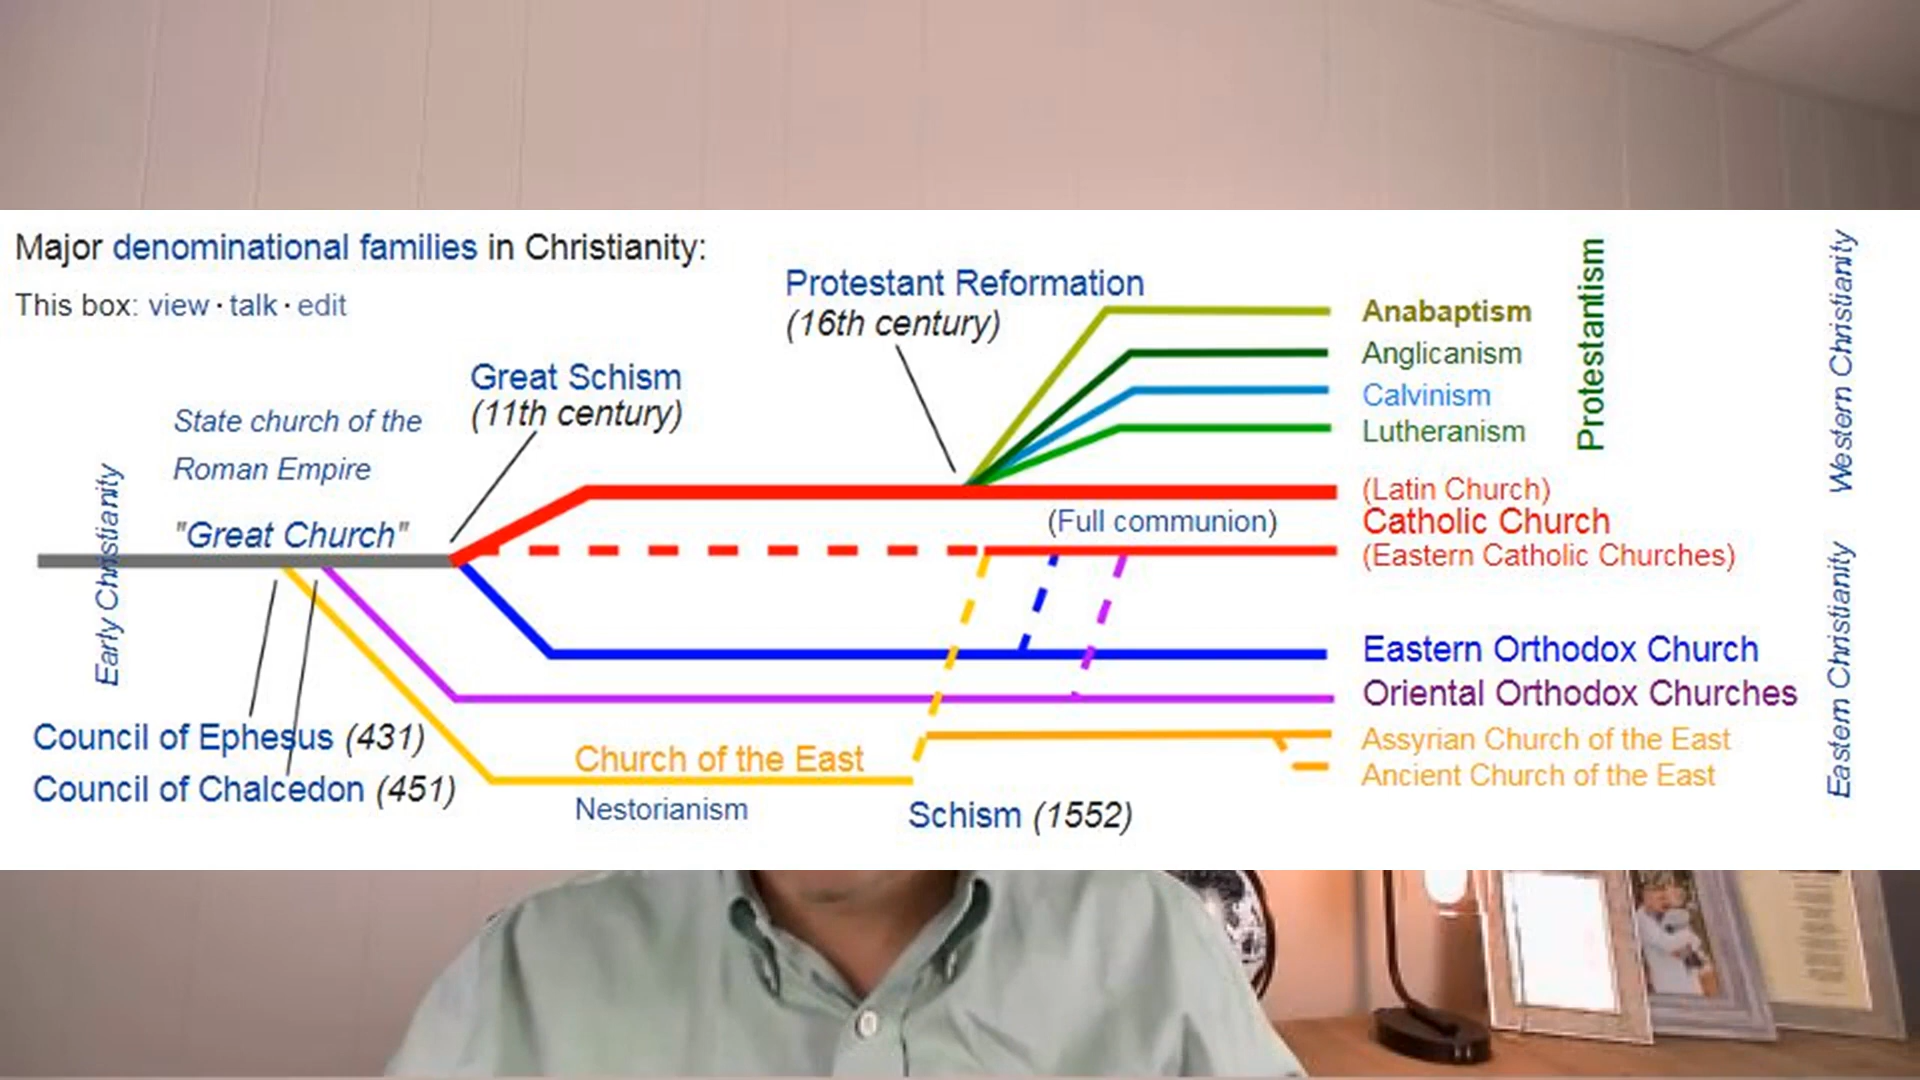 Major denominational families in Christianity:
This box: view · talk · edit
Protestant Reformation
(16th century)
Great Schism
(11th century)
State church of the
Roman Empire
"Great Church"
Early Christianity
Council of Ephesus (431)
Council of Chalcedon (451)
Church of the East
Nestorianism
Schism (1552)
(Full communion)
Anabaptism
Anglicanism
Calvinism
Lutheranism
(Latin Church)
Catholic Church
(Eastern Catholic Churches)
Eastern Orthodox Church
Oriental Orthodox Churches
Assyrian Church of the East
Ancient Church of the East
Protestantism
Western Christianity
Eastern Christianity